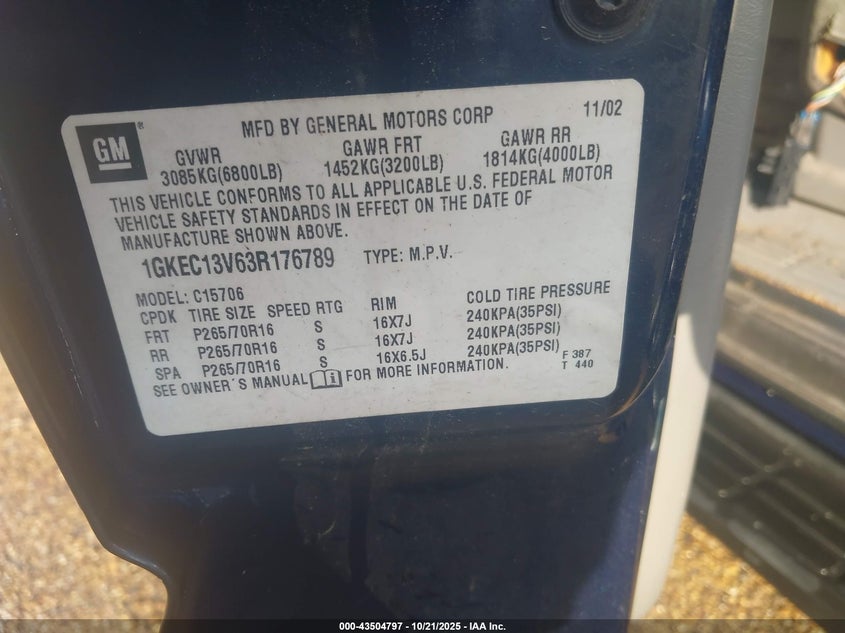 GM
MFD BY GENERAL MOTORS CORP 11/02
GVWR GAWR FRT GAWR RR
3085KG(6800LB) 1452KG(3200LB) 1814KG(4000LB)
THIS VEHICLE CONFORMS TO ALL APPLICABLE U.S. FEDERAL MOTOR
VEHICLE SAFETY STANDARDS IN EFFECT ON THE DATE OF
MANUFACTURE SHOWN ABOVE.
1GKEC13V63R176789 TYPE: M.P.V.
MODEL: C15706
CPDK TIRE SIZE SPEED RTG RIM COLD TIRE PRESSURE
FRT P265/70R16 S 16X7J 240KPA(35PSI)
RR P265/70R16 S 16X7J 240KPA(35PSI)
SPA P265/70R16 S 16X6.5J 240KPA(35PSI) F 387
SEE OWNER'S MANUAL FOR MORE INFORMATION. T 440
000-43504797 - 10/21/2025 - IAA Inc.